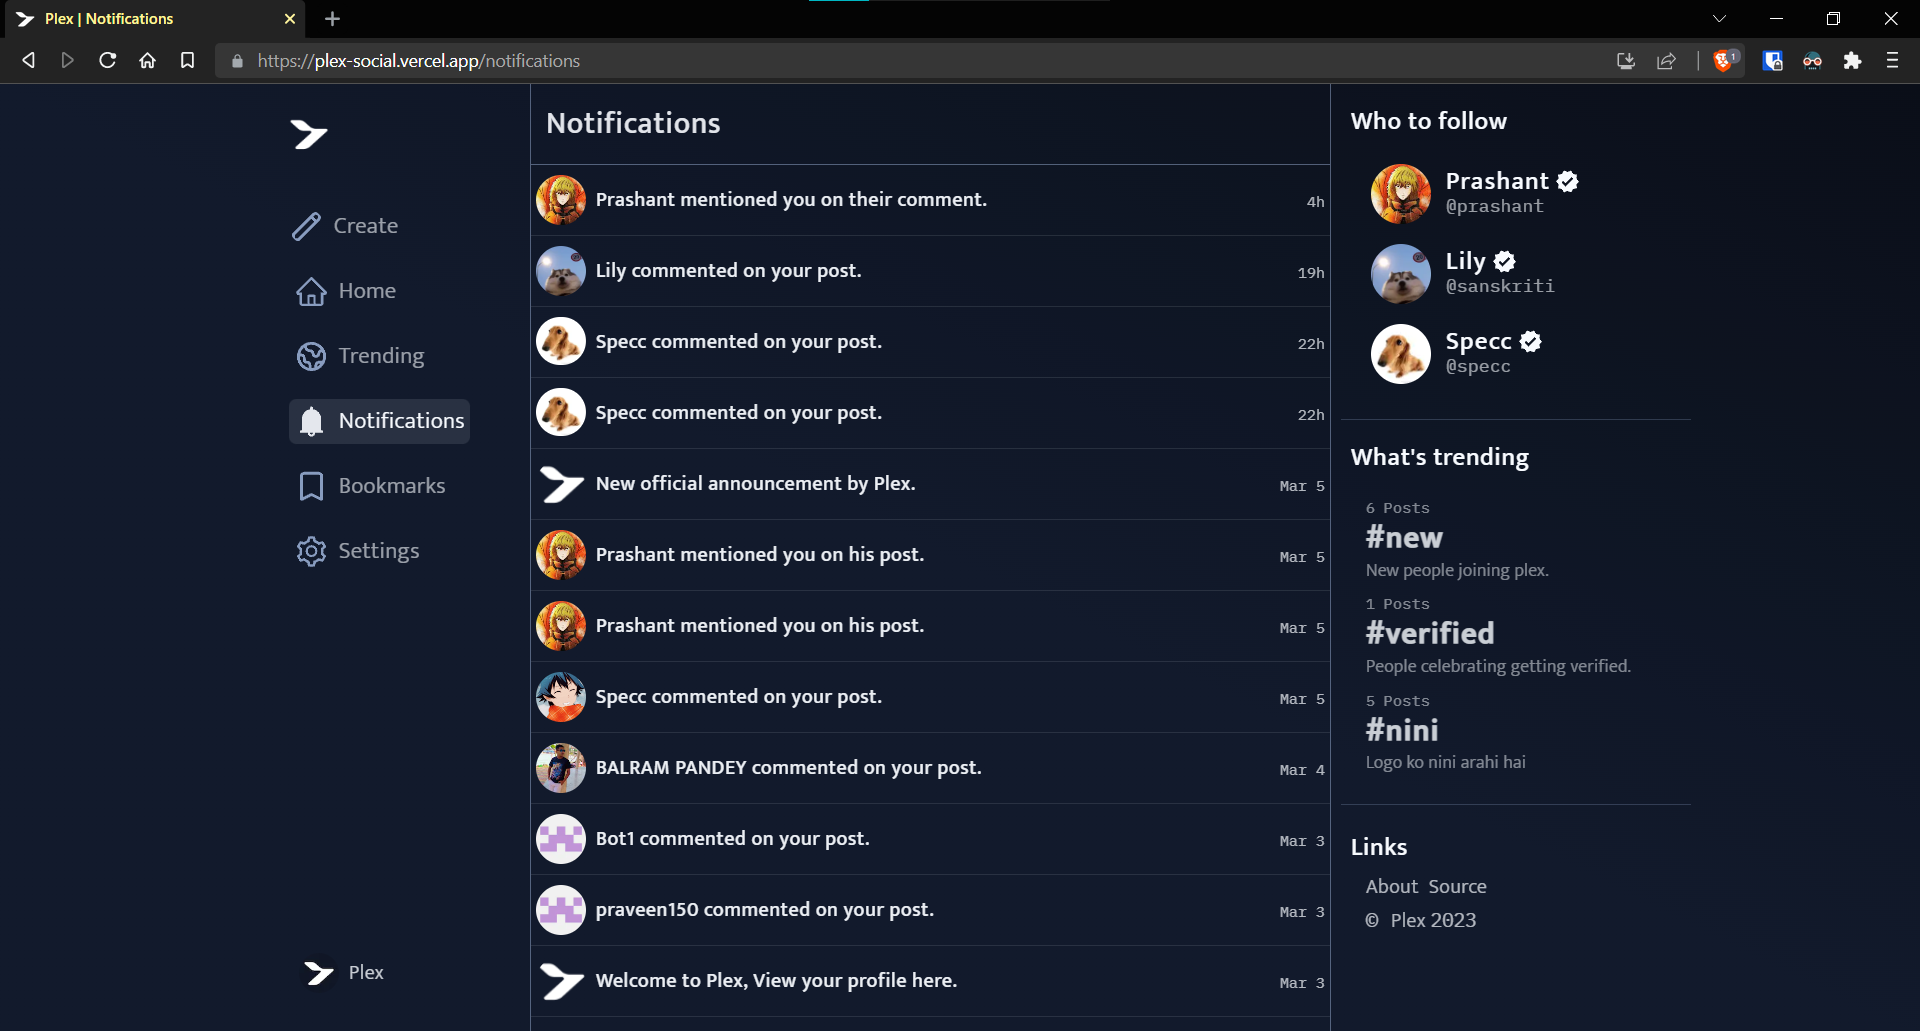 Plex | Notifications
https://plex-social.vercel.app/notifications
1
Create
Home
Trending
Notifications
Bookmarks
Settings
Plex
Notifications
Prashant mentioned you on their comment. 4h
Lily commented on your post. 19h
Specc commented on your post. 22h
Specc commented on your post. 22h
New official announcement by Plex. Mar 5
Prashant mentioned you on his post. Mar 5
Prashant mentioned you on his post. Mar 5
Specc commented on your post. Mar 5
BALRAM PANDEY commented on your post. Mar 4
Bot1 commented on your post. Mar 3
praveen150 commented on your post. Mar 3
Welcome to Plex, View your profile here. Mar 3
Who to follow
Prashant
@prashant
Lily
@sanskriti
Specc
@specc
What's trending
6 Posts
#new
New people joining plex.
1 Posts
#verified
People celebrating getting verified.
5 Posts
#nini
Logo ko nini arahi hai
Links
About Source
© Plex 2023